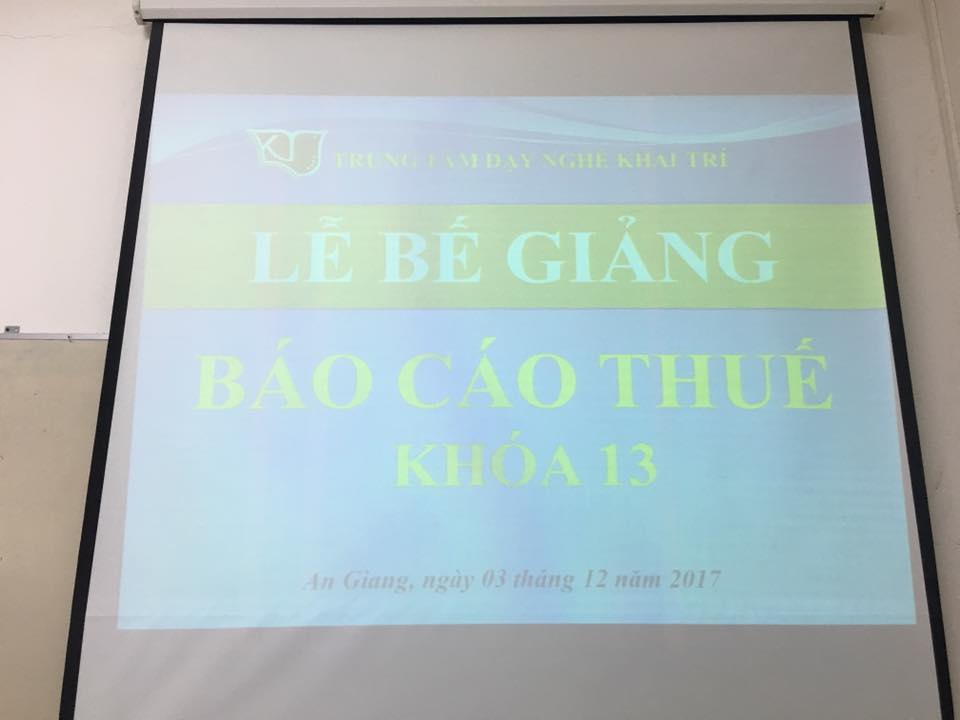 KJ TRUNG TÂM DẠY NGHỀ KHAI TRÍ
LỄ BẾ GIẢNG
BÁO CÁO THUẾ
KHÓA 13
An Giang, ngày 03 tháng 12 năm 2017